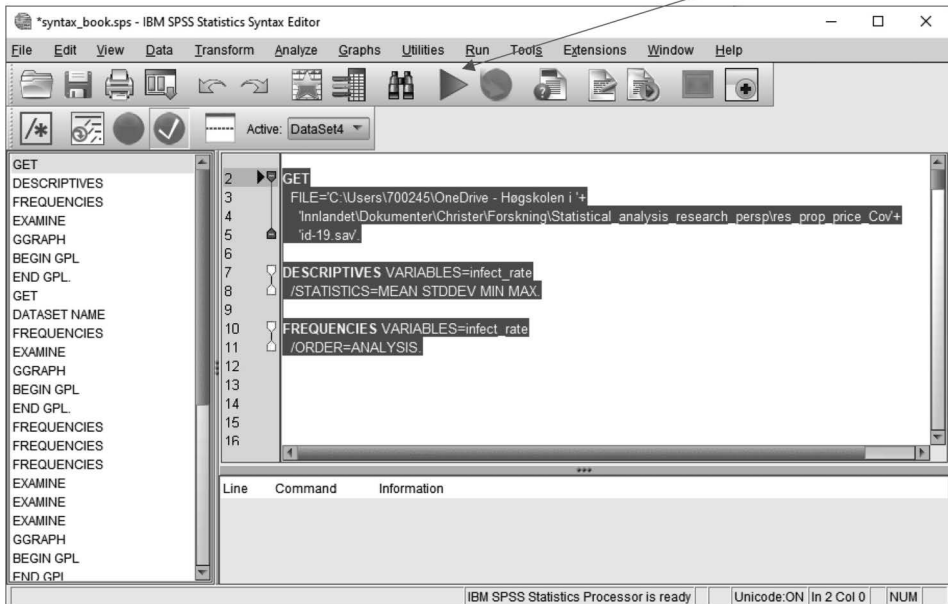 *syntax_book.sps - IBM SPSS Statistics Syntax Editor
File Edit View Data Transform Analyze Graphs Utilities Run Tools Extensions Window Help
Active: DataSet4
GET
DESCRIPTIVES
FREQUENCIES
EXAMINE
GGRAPH
BEGIN GPL
END GPL.
GET
DATASET NAME
FREQUENCIES
EXAMINE
GGRAPH
BEGIN GPL
END GPL.
FREQUENCIES
FREQUENCIES
FREQUENCIES
EXAMINE
EXAMINE
EXAMINE
GGRAPH
BEGIN GPL
END GPL
2 GET
3 FILE='C:\Users\700245\OneDrive - Høgskolen i '+
4 'Innlandet\Dokumenter\Christer\Forskning\Statistical_analysis_research_persp\res_prop_price_Cov'+
5 'id-19.sav'.
6
7 DESCRIPTIVES VARIABLES=infect_rate
8 /STATISTICS=MEAN STDDEV MIN MAX.
9
10 FREQUENCIES VARIABLES=infect_rate
11 /ORDER=ANALYSIS.
12
13
14
15
16
Line Command Information
IBM SPSS Statistics Processor is ready Unicode:ON In 2 Col 0 NUM